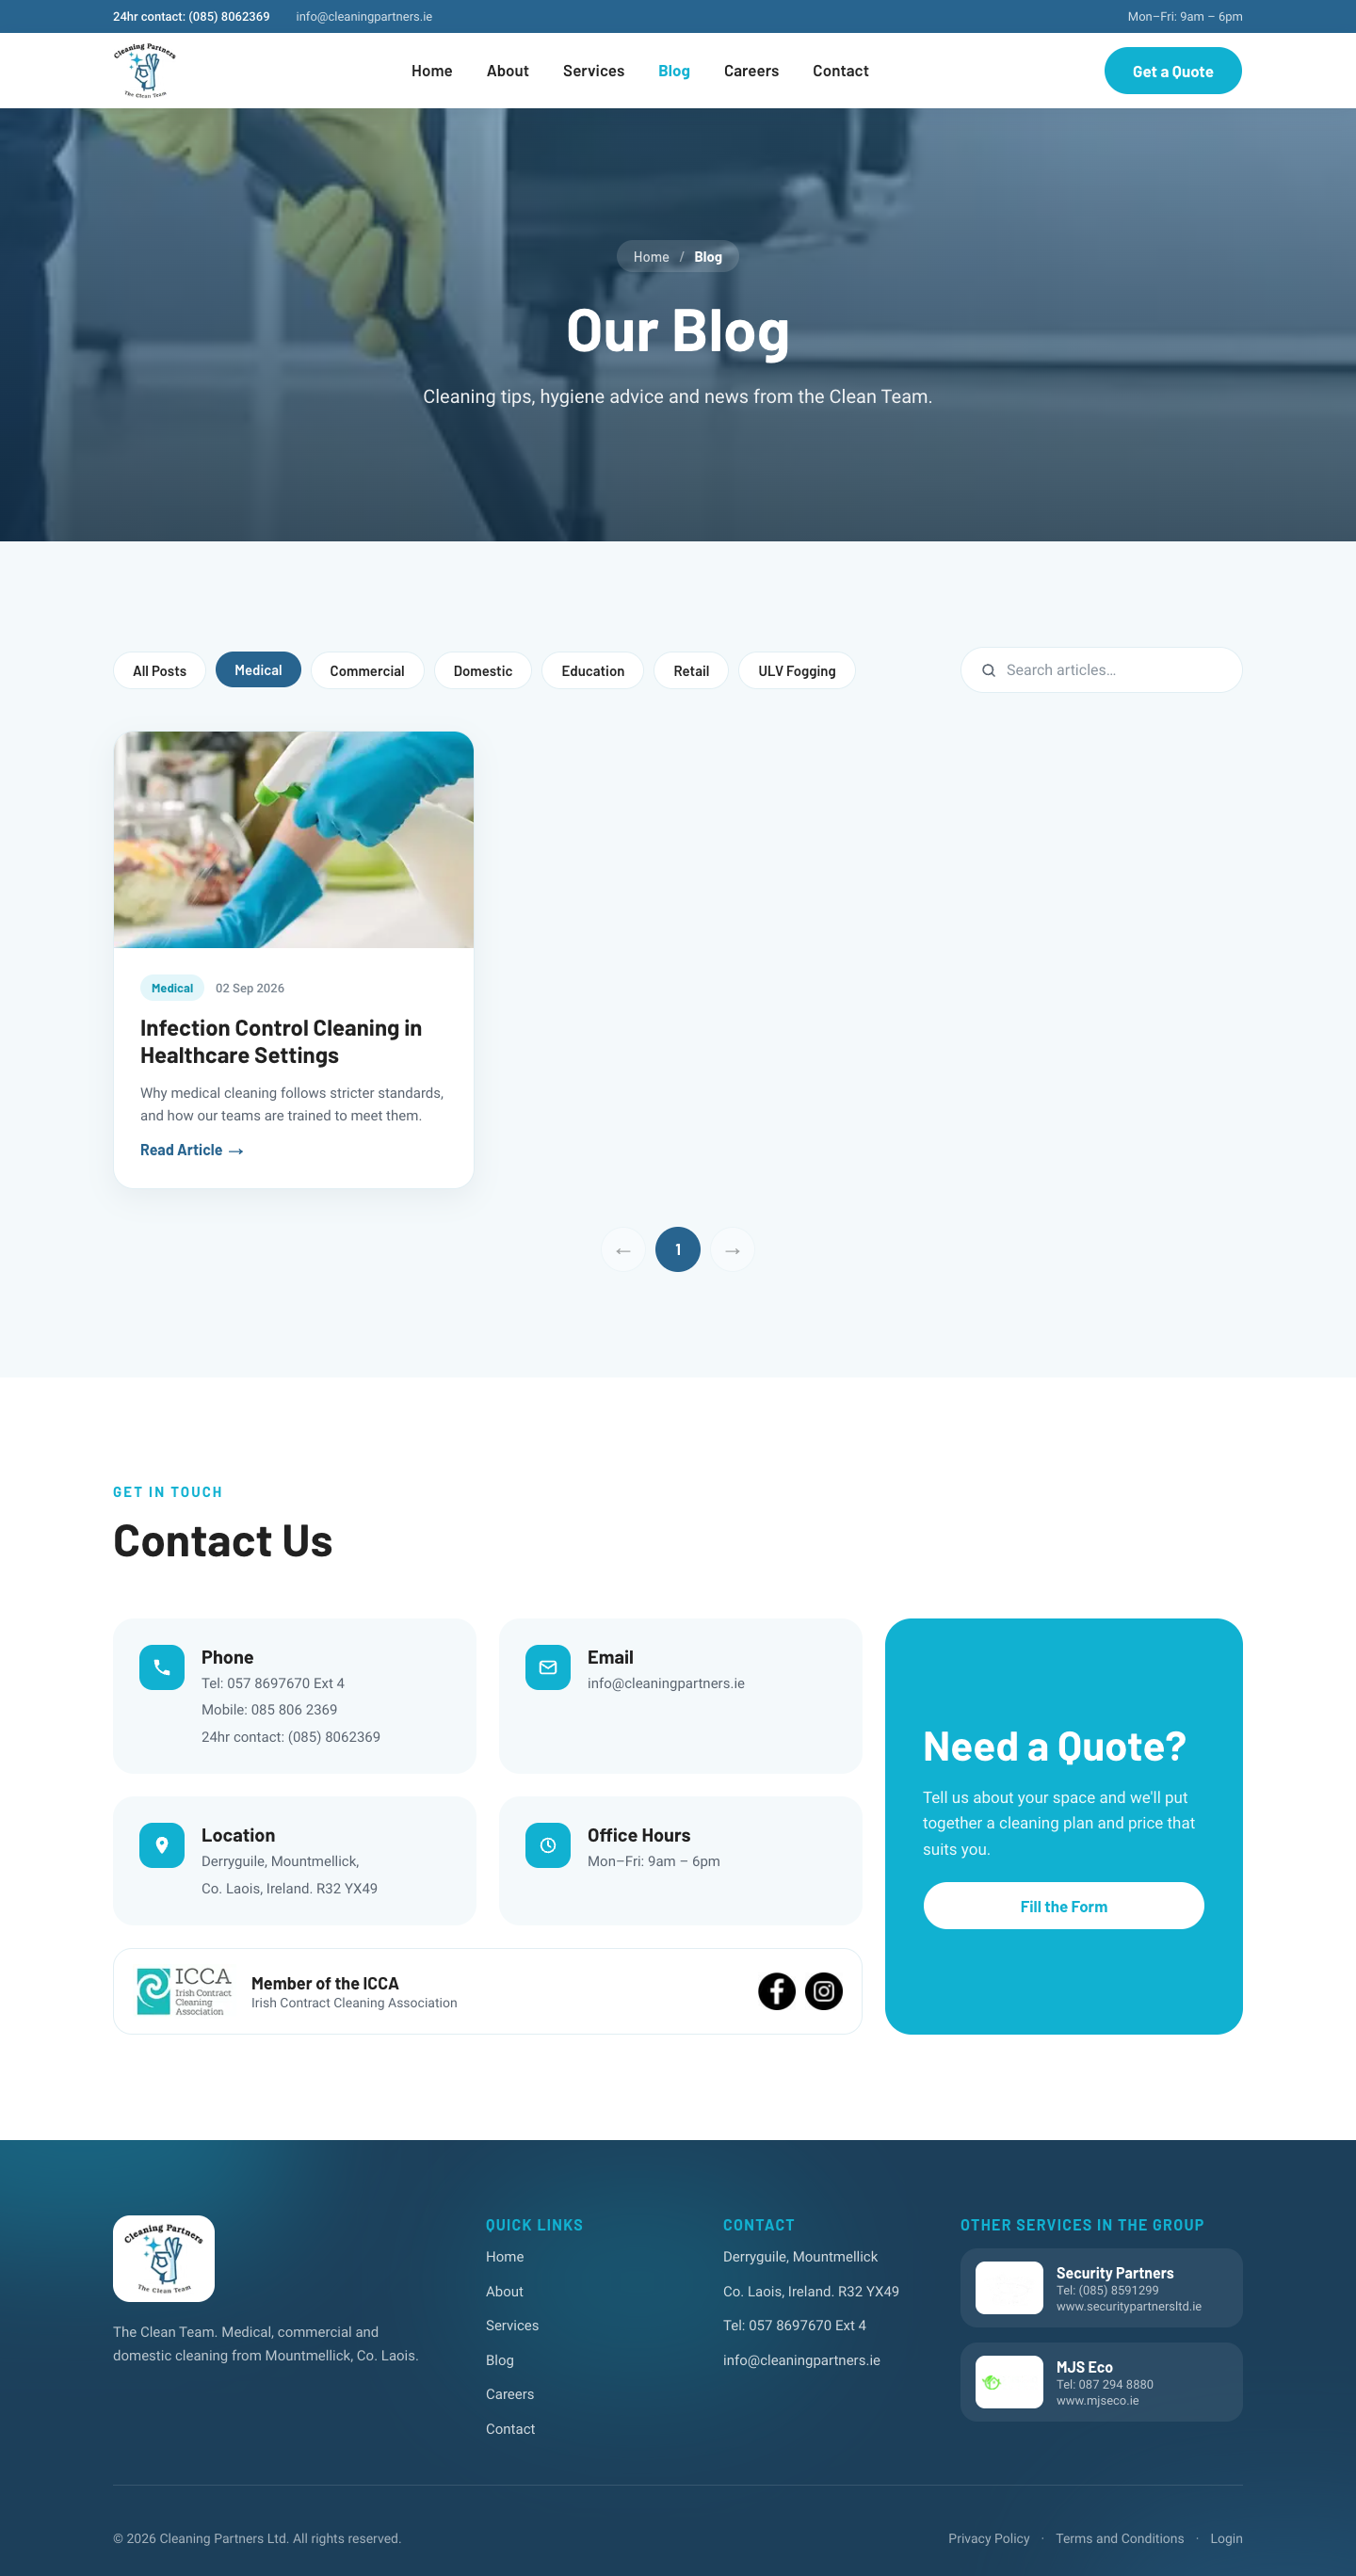 24hr contact: (085) 8062369 info@cleaningpartners.ie Mon–Fri: 9am – 6pm
Cleaning Partners
The Clean Team
Home About Services Blog Careers Contact Get a Quote
Home / Blog
Our Blog
Cleaning tips, hygiene advice and news from the Clean Team.
All Posts Medical Commercial Domestic Education Retail ULV Fogging Search articles...
Medical 02 Sep 2026
Infection Control Cleaning in
Healthcare Settings
Why medical cleaning follows stricter standards,
and how our teams are trained to meet them.
Read Article →
← 1 →
GET IN TOUCH
Contact Us
Phone
Tel: 057 8697670 Ext 4
Mobile: 085 806 2369
24hr contact: (085) 8062369
Email
info@cleaningpartners.ie
Location
Derryguile, Mountmellick,
Co. Laois, Ireland. R32 YX49
Office Hours
Mon–Fri: 9am – 6pm
ICCA
Irish Contract
Cleaning
Association
Member of the ICCA
Irish Contract Cleaning Association
Need a Quote?
Tell us about your space and we'll put
together a cleaning plan and price that
suits you.
Fill the Form
Cleaning Partners
The Clean Team
The Clean Team. Medical, commercial and
domestic cleaning from Mountmellick, Co. Laois.
QUICK LINKS
Home
About
Services
Blog
Careers
Contact
CONTACT
Derryguile, Mountmellick
Co. Laois, Ireland. R32 YX49
Tel: 057 8697670 Ext 4
info@cleaningpartners.ie
OTHER SERVICES IN THE GROUP
Security Partners
Tel: (085) 8591299
www.securitypartnersltd.ie
MJS Eco
Tel: 087 294 8880
www.mjseco.ie
© 2026 Cleaning Partners Ltd. All rights reserved.
Privacy Policy · Terms and Conditions · Login